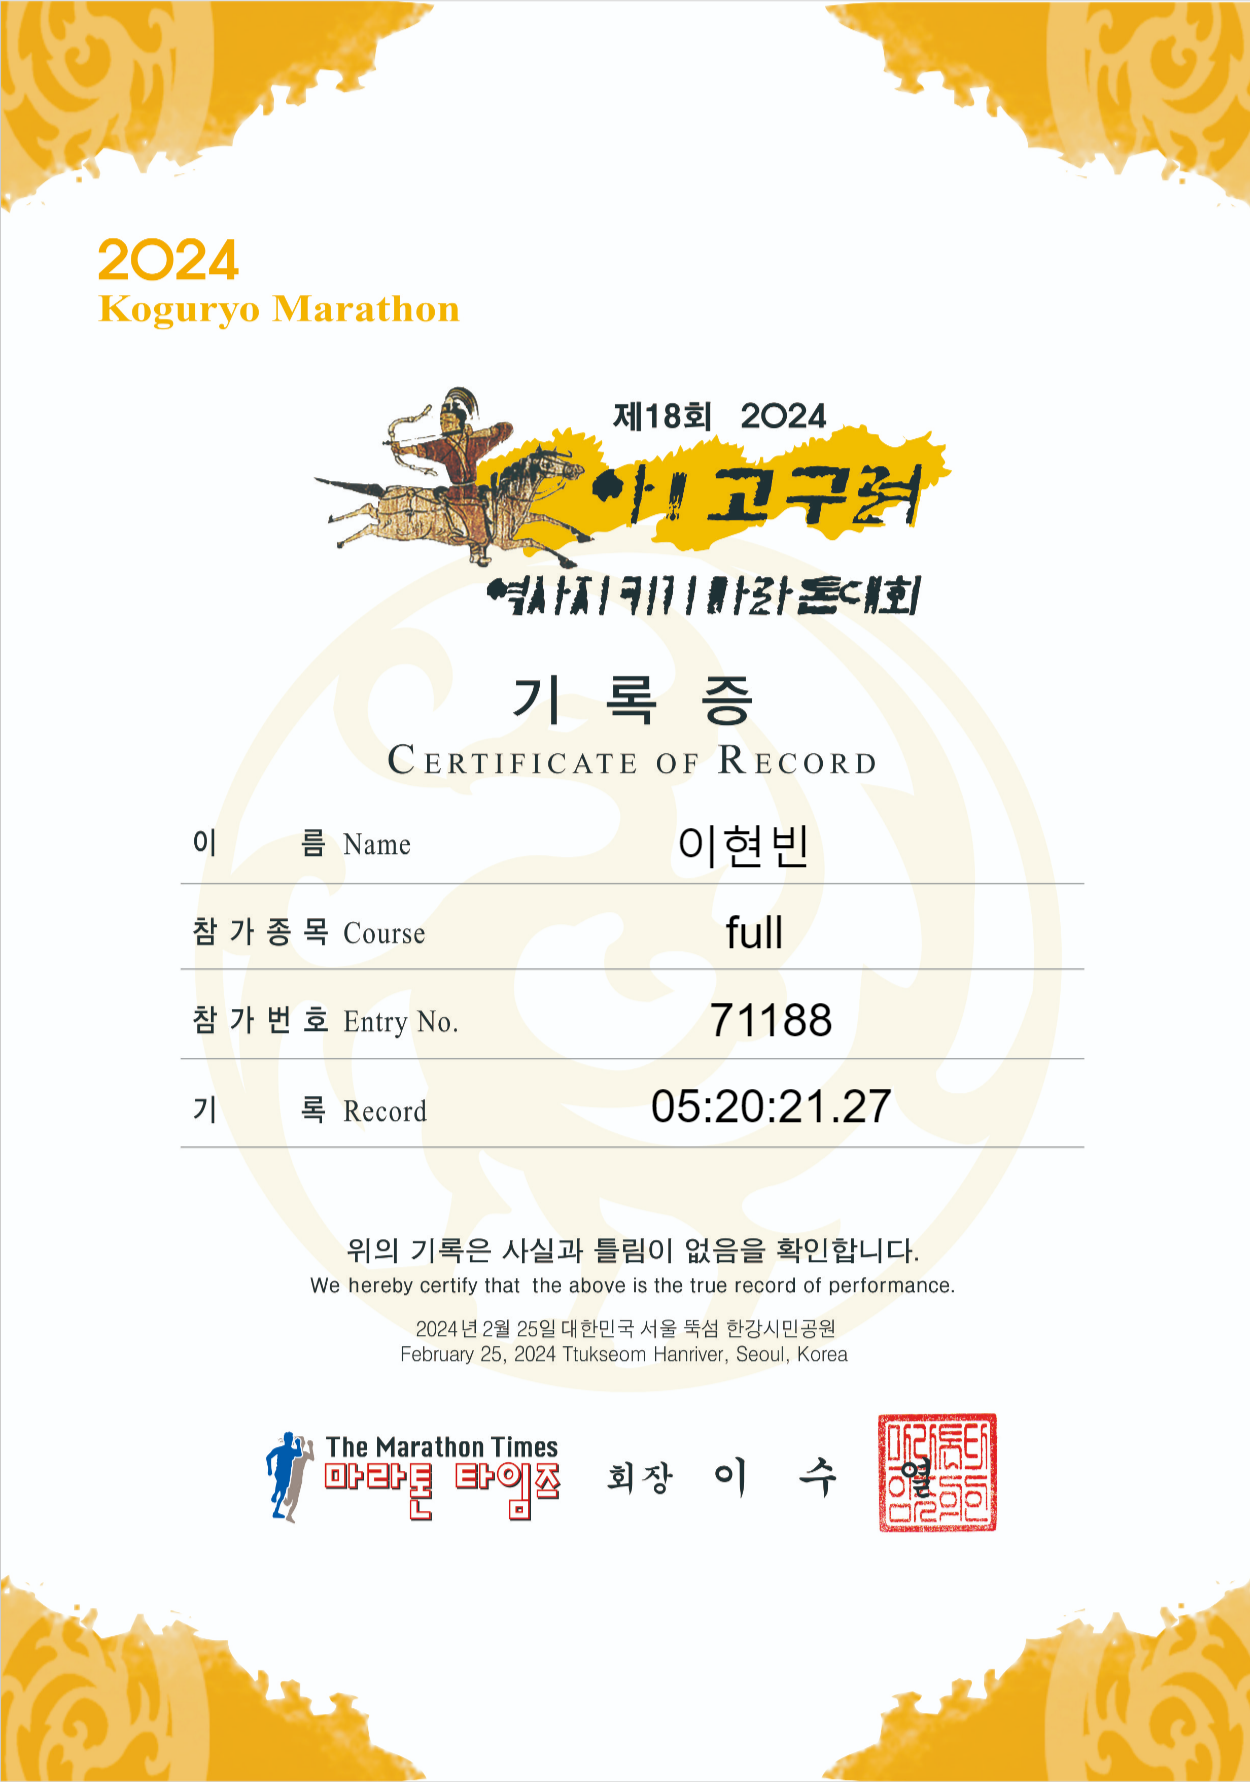 2024
Koguryo Marathon
제18회 2024
아! 고구려
역사지키기 마라톤대회
기 록 증
CERTIFICATE OF RECORD
이 름 Name 이현빈
참가종목 Course full
참가번호 Entry No. 71188
기 록 Record 05:20:21.27
위의 기록은 사실과 틀림이 없음을 확인합니다.
We hereby certify that the above is the true record of performance.
2024년 2월 25일 대한민국 서울 뚝섬 한강시민공원
February 25, 2024 Ttukseom Hanriver, Seoul, Korea
The Marathon Times
마라톤 타임즈 회장 이 수 열